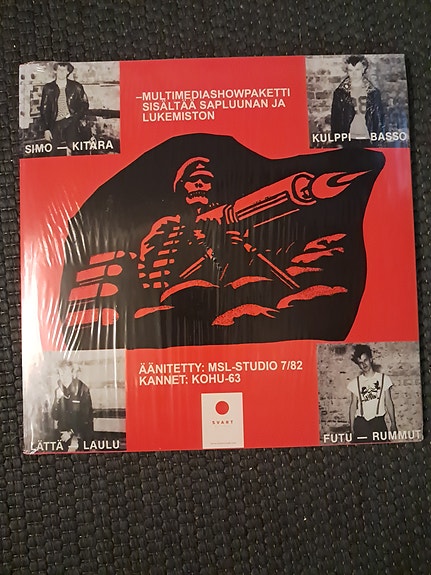 –MULTIMEDIASHOWPAKETTI
SISÄLTÄÄ SAPLUUNAN JA
LUKEMISTON
SIMO — KITARA
KULPPI — BASSO
ÄÄNITETTY: MSL-STUDIO 7/82
KANNET: KOHU-63
SVART
LÄTTÄ — LAULU
FUTU — RUMMUT